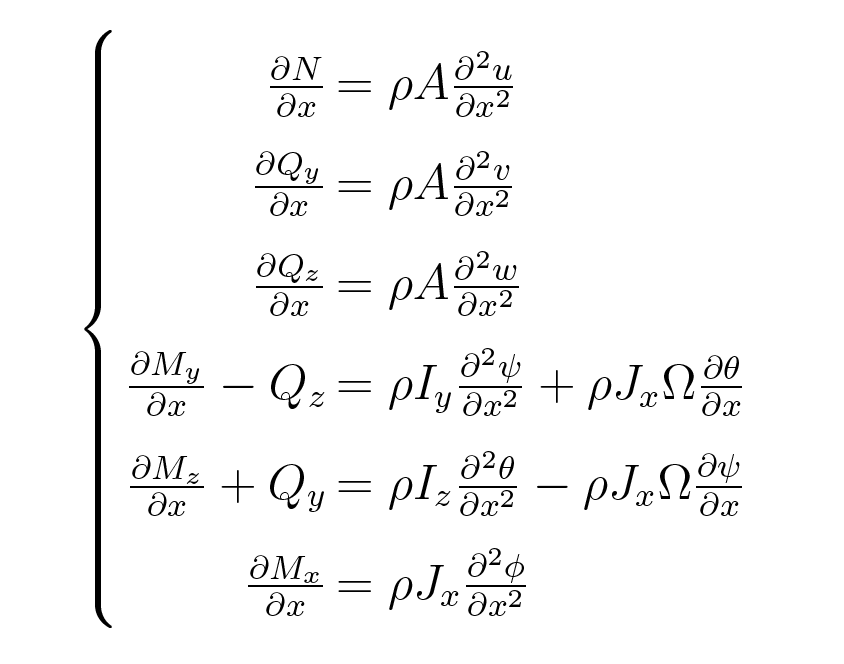 ∂N/∂x = ρA ∂²u/∂x²
∂Q_y/∂x = ρA ∂²v/∂x²
∂Q_z/∂x = ρA ∂²w/∂x²
∂M_y/∂x − Q_z = ρI_y ∂²ψ/∂x² + ρJ_xΩ ∂θ/∂x
∂M_z/∂x + Q_y = ρI_z ∂²θ/∂x² − ρJ_xΩ ∂ψ/∂x
∂M_x/∂x = ρJ_x ∂²ϕ/∂x²